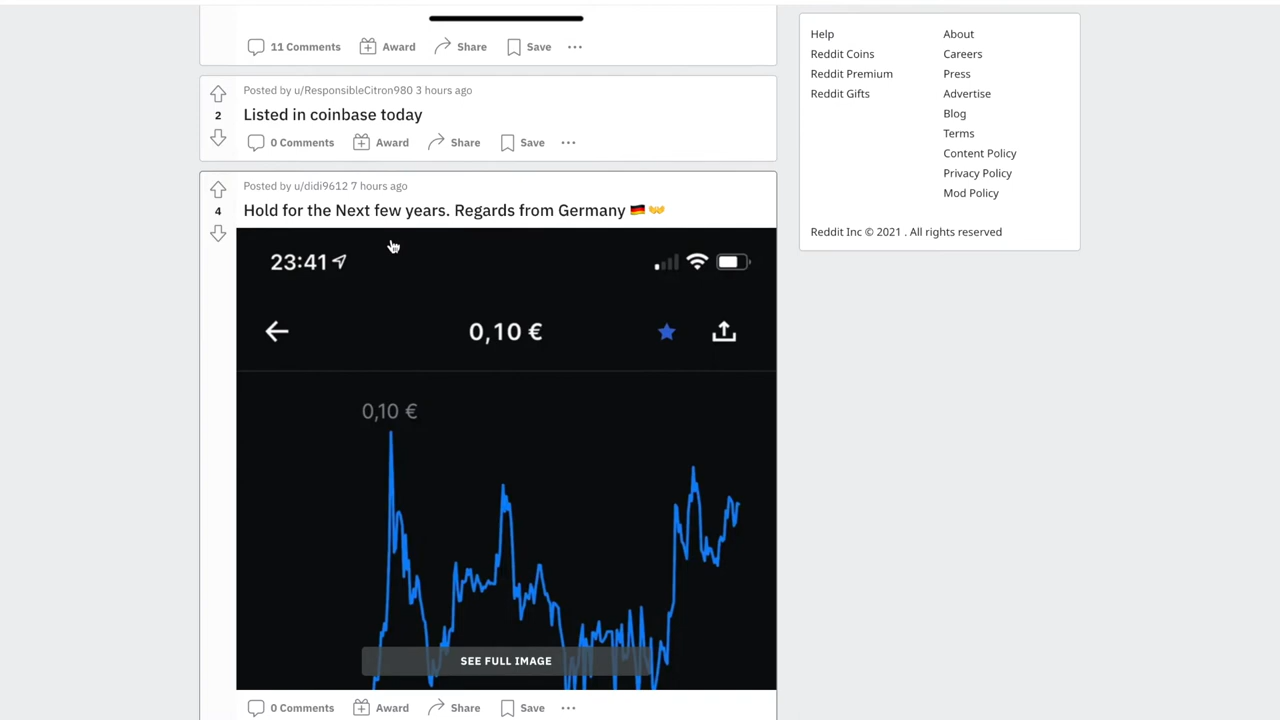 11 Comments Award Share Save
Posted by u/ResponsibleCitron980 3 hours ago
2
Listed in coinbase today
0 Comments Award Share Save
Posted by u/didi9612 7 hours ago
4
Hold for the Next few years. Regards from Germany 🇩🇪 🤝
23:41
0,10 €
0,10 €
SEE FULL IMAGE
0 Comments Award Share Save
Help
Reddit Coins
Reddit Premium
Reddit Gifts
About
Careers
Press
Advertise
Blog
Terms
Content Policy
Privacy Policy
Mod Policy
Reddit Inc © 2021 . All rights reserved